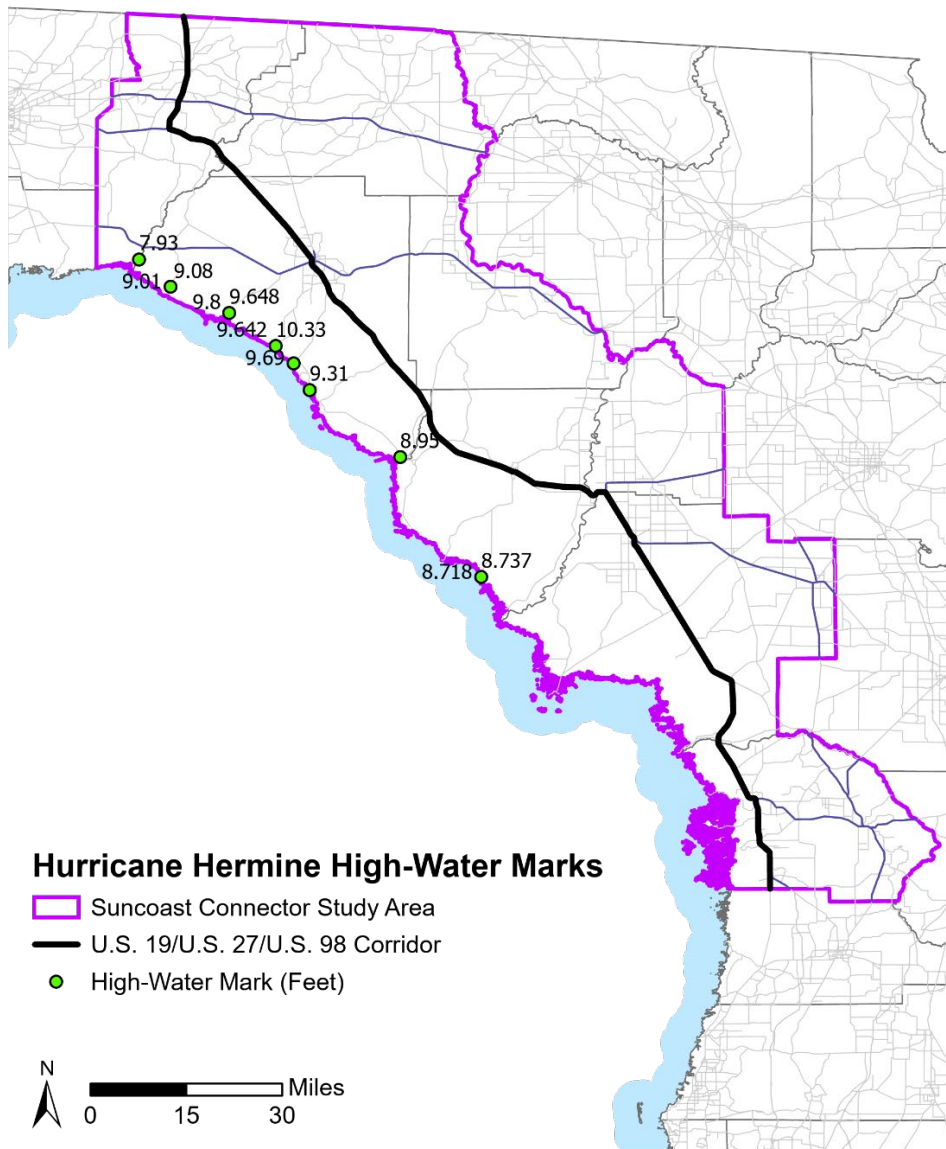 7.93
9.01
9.08
9.8
9.648
9.642
10.33
9.69
9.31
8.95
8.718
8.737
Hurricane Hermine High-Water Marks
Suncoast Connector Study Area
U.S. 19/U.S. 27/U.S. 98 Corridor
High-Water Mark (Feet)
N
Miles
0 15 30